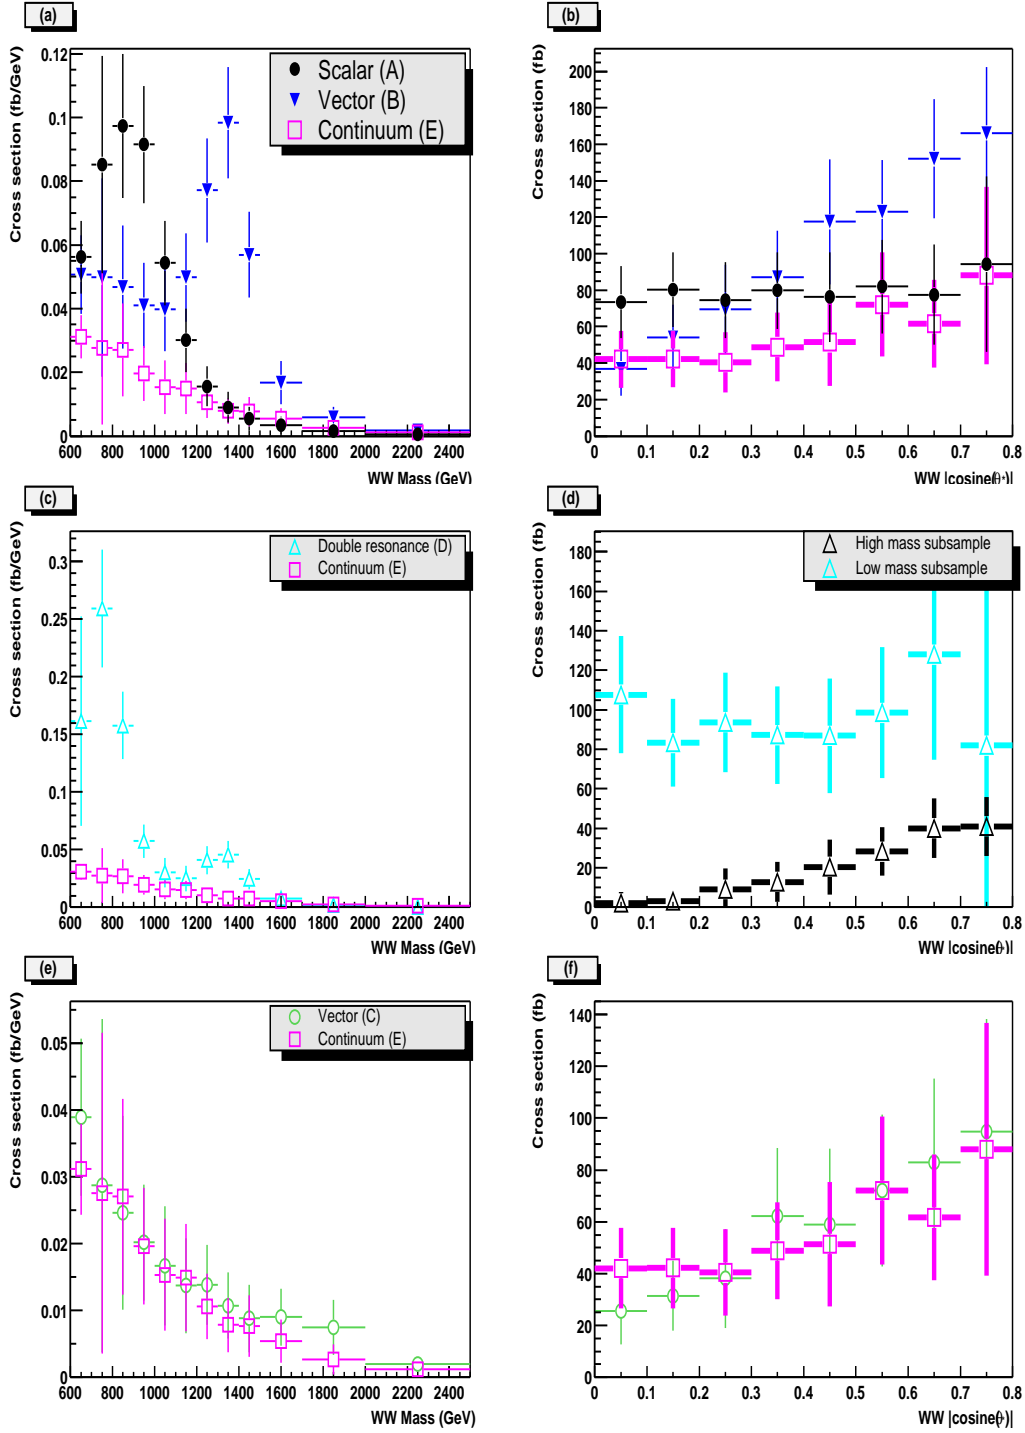 (a)
Cross section (fb/GeV)
0.12
0.1
0.08
0.06
0.04
0.02
0
Scalar (A)
Vector (B)
Continuum (E)
600 800 1000 1200 1400 1600 1800 2000 2200 2400
WW Mass (GeV)
(b)
Cross section (fb)
200
180
160
140
120
100
80
60
40
20
0
0 0.1 0.2 0.3 0.4 0.5 0.6 0.7 0.8
WW |cosine(θ*)|
(c)
Cross section (fb/GeV)
0.3
0.25
0.2
0.15
0.1
0.05
0
Double resonance (D)
Continuum (E)
600 800 1000 1200 1400 1600 1800 2000 2200 2400
WW Mass (GeV)
(d)
Cross section (fb)
180
160
140
120
100
80
60
40
20
0
High mass subsample
Low mass subsample
0 0.1 0.2 0.3 0.4 0.5 0.6 0.7 0.8
WW |cosine(θ)|
(e)
Cross section (fb/GeV)
0.05
0.04
0.03
0.02
0.01
0
Vector (C)
Continuum (E)
600 800 1000 1200 1400 1600 1800 2000 2200 2400
WW Mass (GeV)
(f)
Cross section (fb)
140
120
100
80
60
40
20
0
0 0.1 0.2 0.3 0.4 0.5 0.6 0.7 0.8
WW |cosine(θ)|